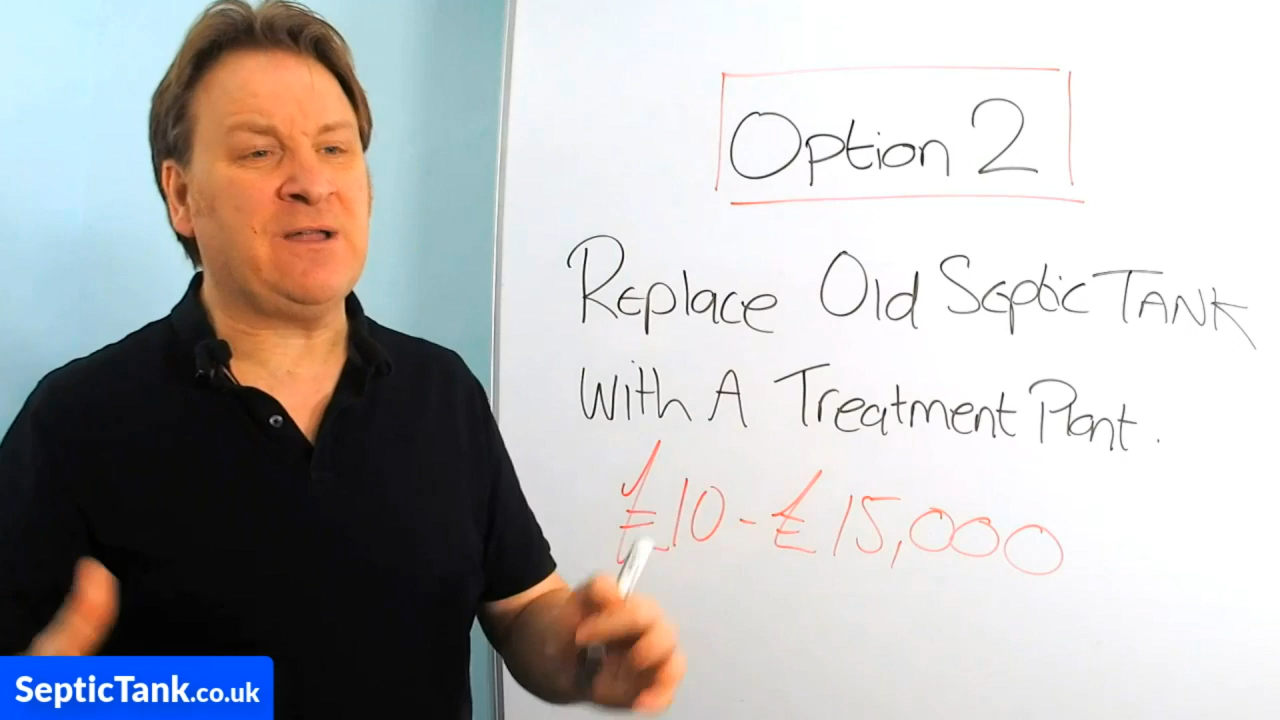 Option 2
Replace Old Septic TANK
With A Treatment Plant.
£10 - £15,000
SepticTank.co.uk